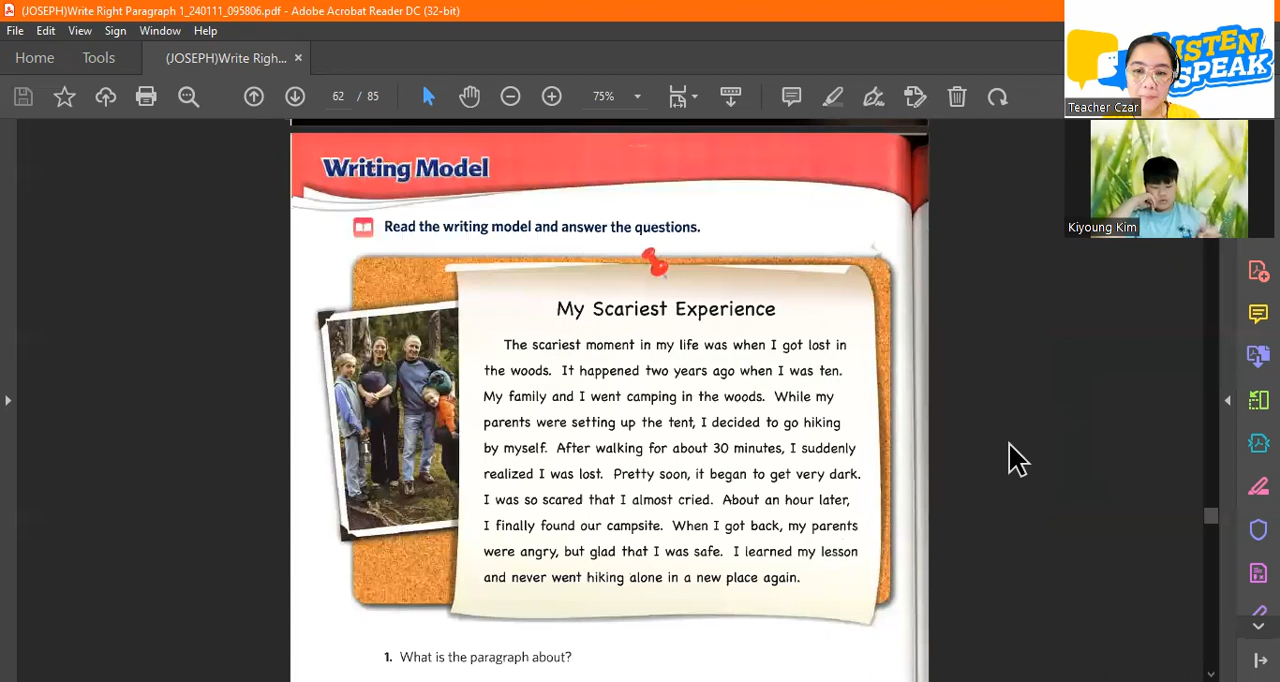 (JOSEPH)Write Right Paragraph 1_240111_095806.pdf - Adobe Acrobat Reader DC (32-bit)
File Edit View Sign Window Help
Home Tools (JOSEPH)Write Righ... ×
62 / 85 75%
LISTEN
SPEAK
Teacher Czar
Kiyoung Kim
Writing Model
Read the writing model and answer the questions.
My Scariest Experience
The scariest moment in my life was when I got lost in
the woods. It happened two years ago when I was ten.
My family and I went camping in the woods. While my
parents were setting up the tent, I decided to go hiking
by myself. After walking for about 30 minutes, I suddenly
realized I was lost. Pretty soon, it began to get very dark.
I was so scared that I almost cried. About an hour later,
I finally found our campsite. When I got back, my parents
were angry, but glad that I was safe. I learned my lesson
and never went hiking alone in a new place again.
1. What is the paragraph about?